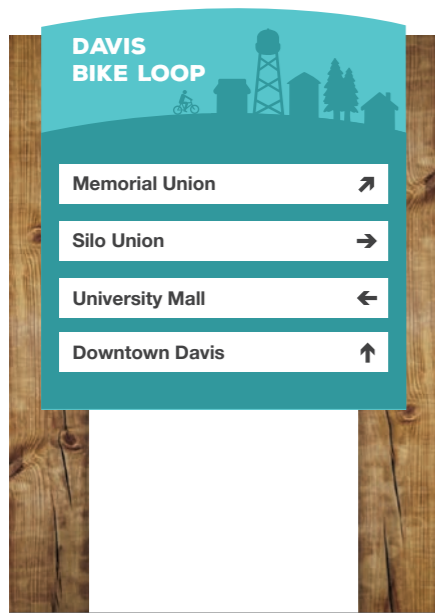 DAVIS
BIKE LOOP
Memorial Union
Silo Union
University Mall
Downtown Davis